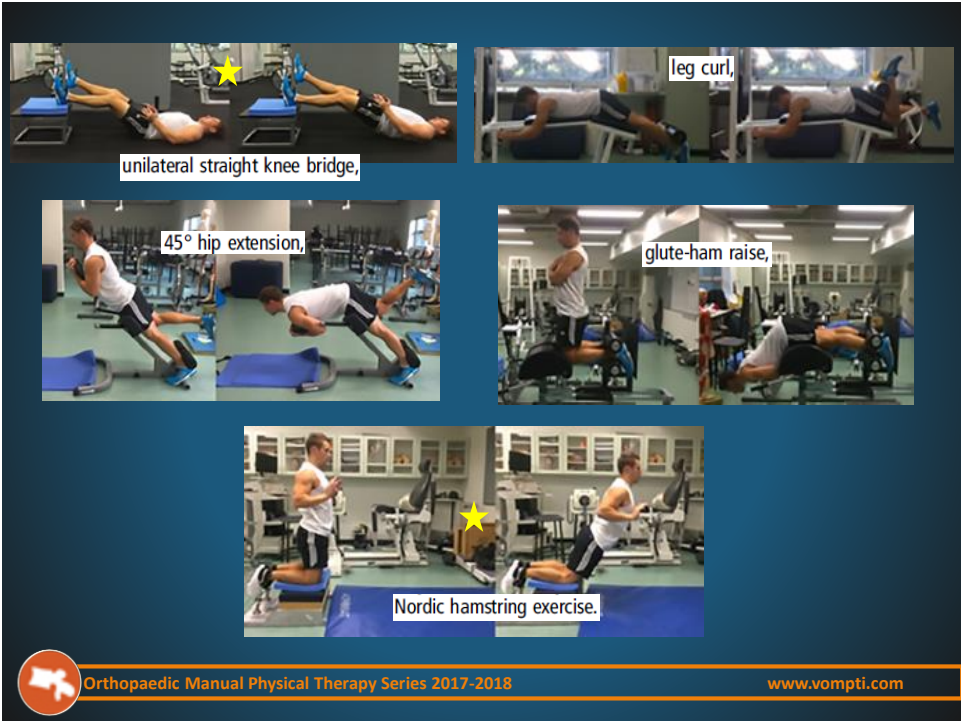 leg curl,
unilateral straight knee bridge,
45° hip extension,
glute-ham raise,
Nordic hamstring exercise.
Orthopaedic Manual Physical Therapy Series 2017-2018
www.vompti.com